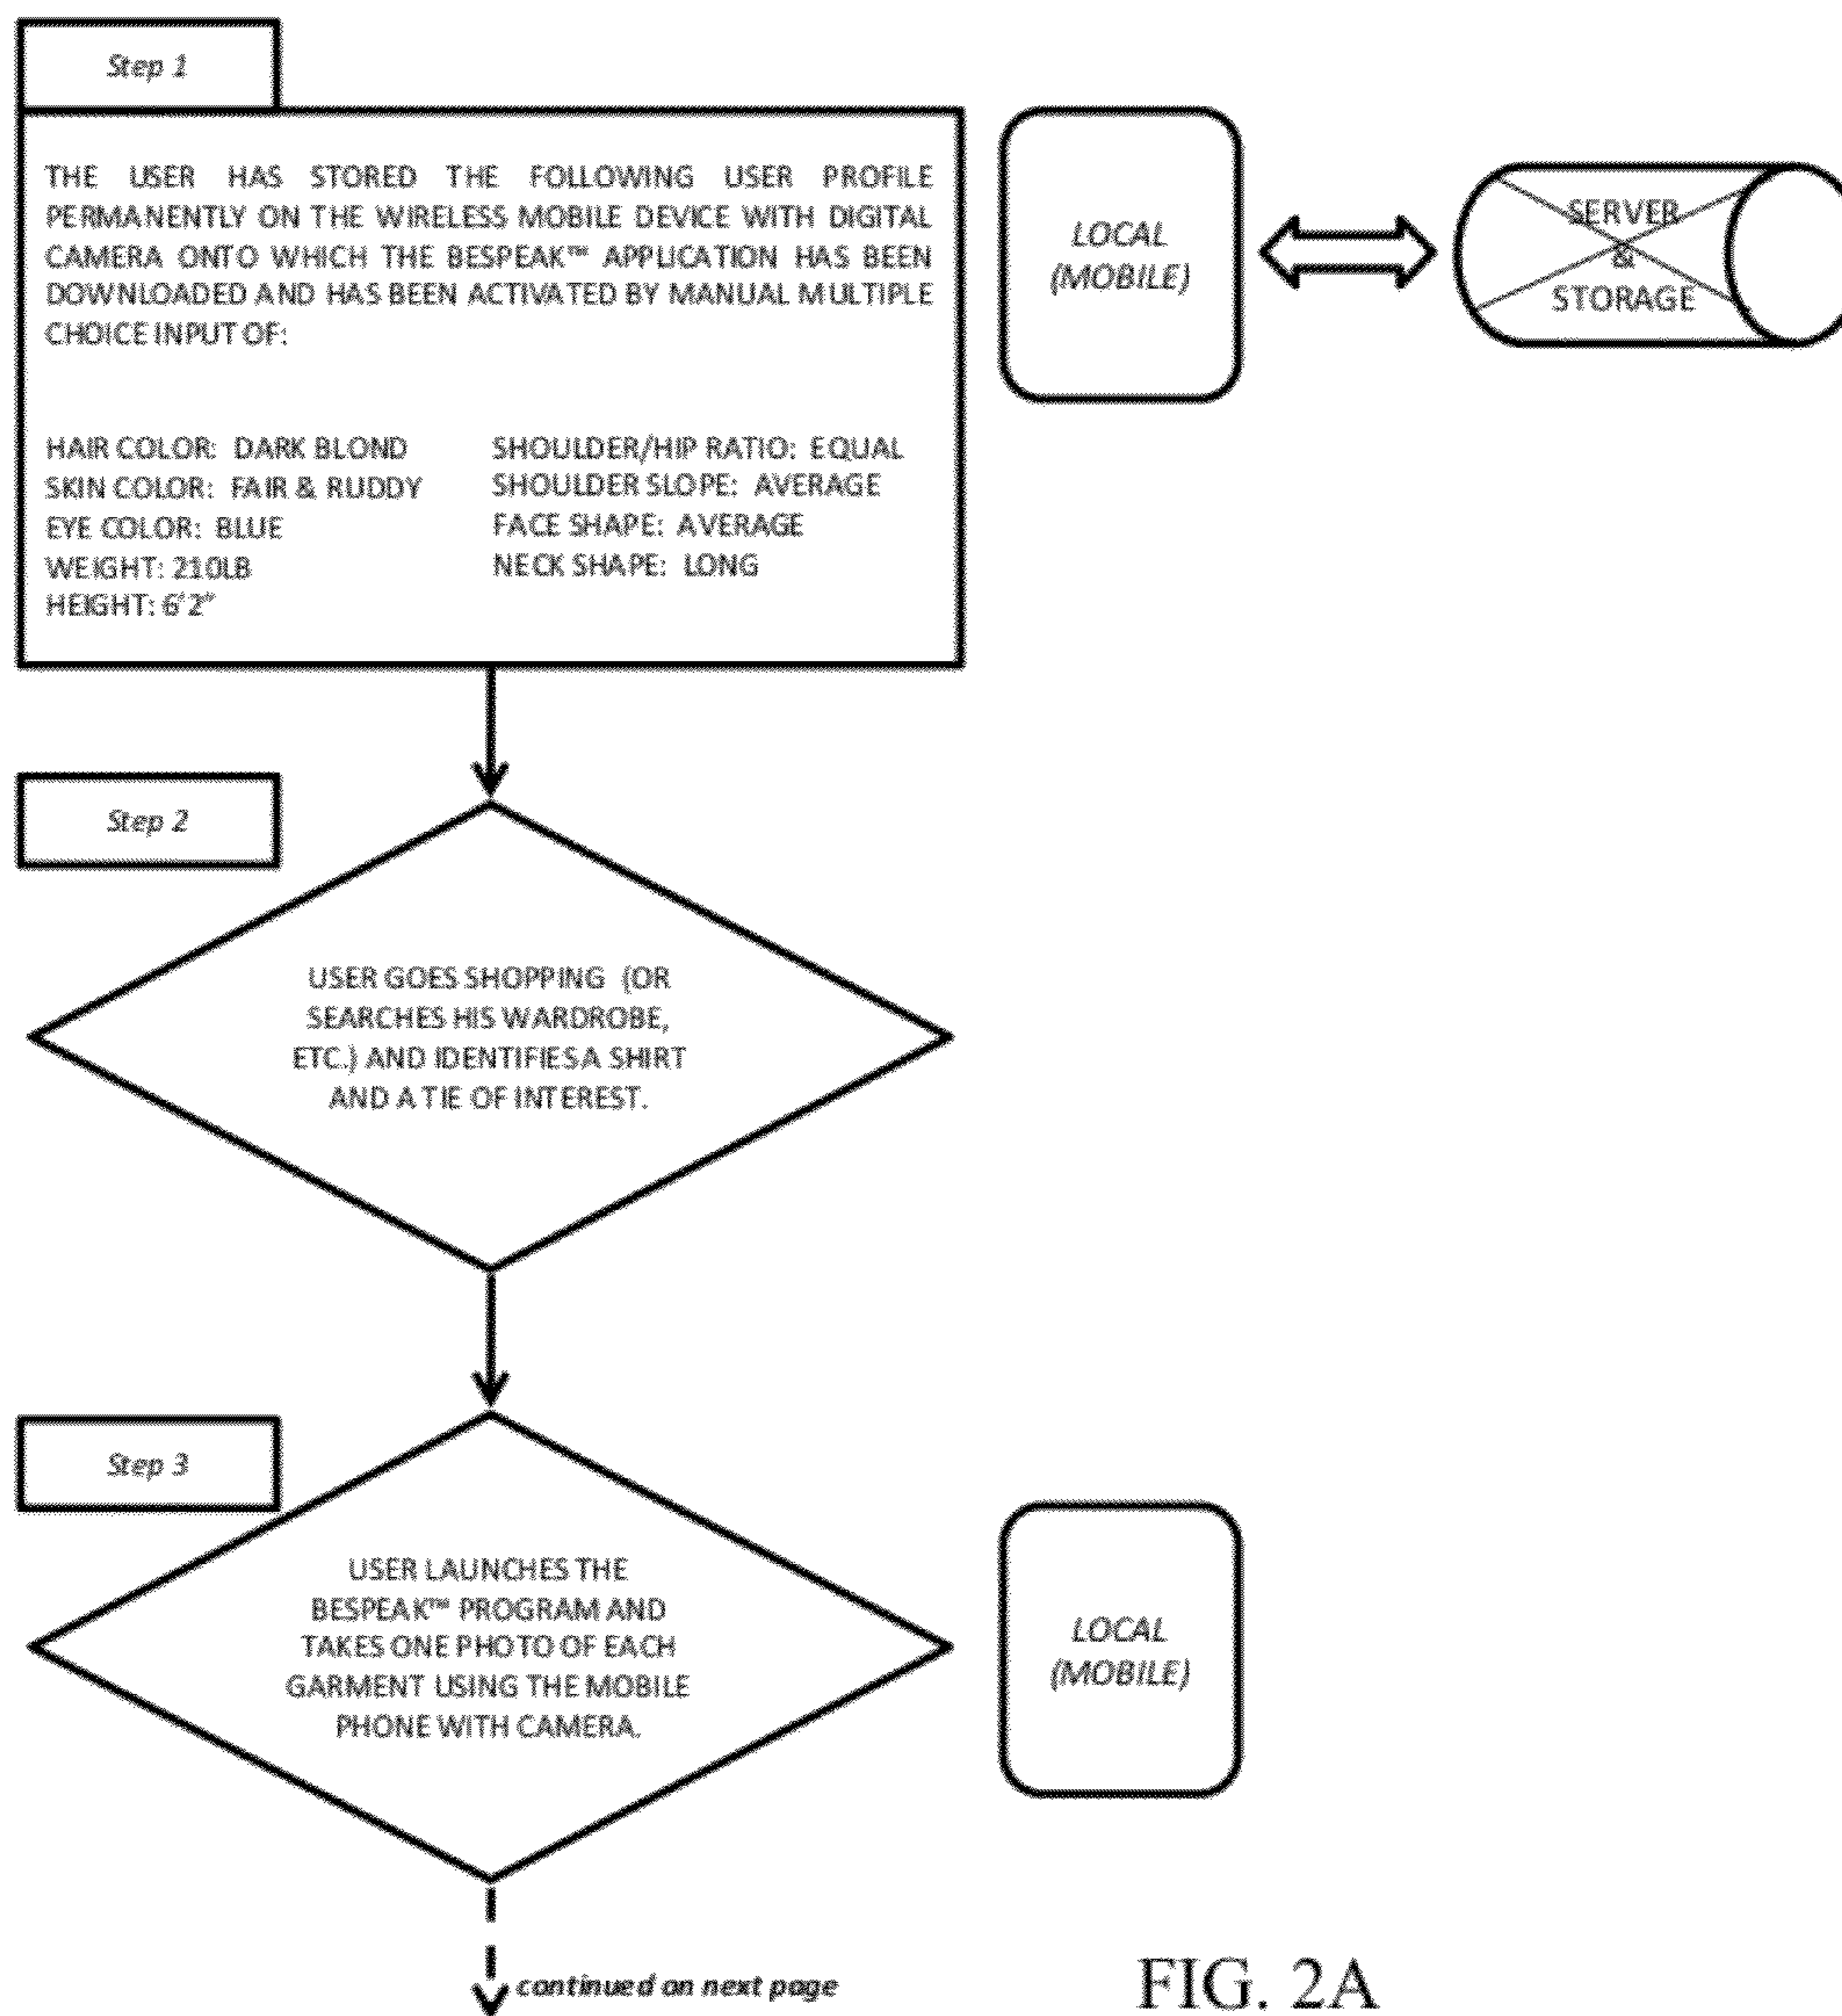 Step 1
THE USER HAS STORED THE FOLLOWING USER PROFILE
PERMANENTLY ON THE WIRELESS MOBILE DEVICE WITH DIGITAL
CAMERA ONTO WHICH THE BESPEAK™ APPLICATION HAS BEEN
DOWNLOADED AND HAS BEEN ACTIVATED BY MANUAL MULTIPLE
CHOICE INPUT OF:
HAIR COLOR: DARK BLOND
SKIN COLOR: FAIR & RUDDY
EYE COLOR: BLUE
WEIGHT: 210LB
HEIGHT: 6'2"
SHOULDER/HIP RATIO: EQUAL
SHOULDER SLOPE: AVERAGE
FACE SHAPE: AVERAGE
NECK SHAPE: LONG
LOCAL
(MOBILE)
SERVER
&
STORAGE
Step 2
USER GOES SHOPPING (OR
SEARCHES HIS WARDROBE,
ETC.) AND IDENTIFIES A SHIRT
AND A TIE OF INTEREST.
Step 3
USER LAUNCHES THE
BESPEAK™ PROGRAM AND
TAKES ONE PHOTO OF EACH
GARMENT USING THE MOBILE
PHONE WITH CAMERA.
LOCAL
(MOBILE)
continued on next page
FIG. 2A